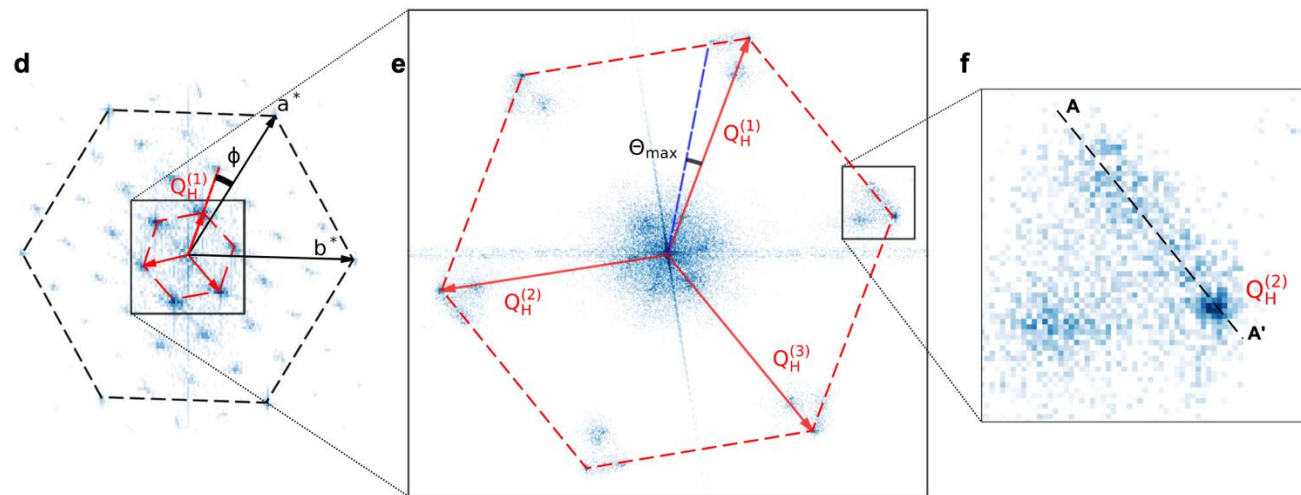 d
a*
ϕ
Q_H^(1)
b*
e
Θ_max
Q_H^(1)
Q_H^(2)
Q_H^(3)
f
A
Q_H^(2)
A'